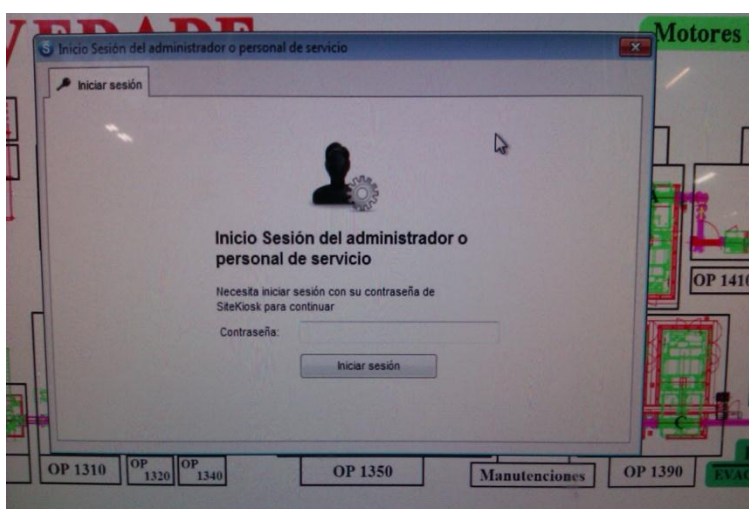 Motores
Inicio Sesión del administrador o personal de servicio
Iniciar sesión
Inicio Sesión del administrador o
personal de servicio
Necesita iniciar sesión con su contraseña de
SiteKiosk para continuar
Contraseña:
Iniciar sesión
A
OP 1410
C
OP 1310
OP
1320
OP
1340
OP 1350
Manutenciones
OP 1390